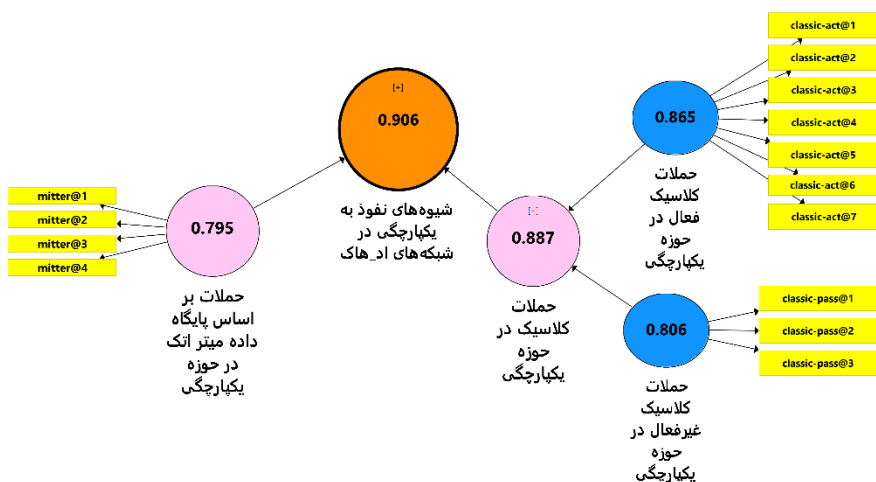 classic-act@1
classic-act@2
classic-act@3
classic-act@4
classic-act@5
classic-act@6
classic-act@7
0.865
حملات
کلاسیک
فعال در
حوزه
یکپارچگی
[+]
0.906
شیوه‌های نفوذ به
یکپارچگی در
شبکه‌های اد_هاک
[-]
0.887
حملات
کلاسیک در
حوزه
یکپارچگی
mitter@1
mitter@2
mitter@3
mitter@4
0.795
حملات بر
اساس پایگاه
داده میتر اتک
در حوزه
یکپارچگی
classic-pass@1
classic-pass@2
classic-pass@3
0.806
حملات
کلاسیک
غیرفعال در
حوزه
یکپارچگی